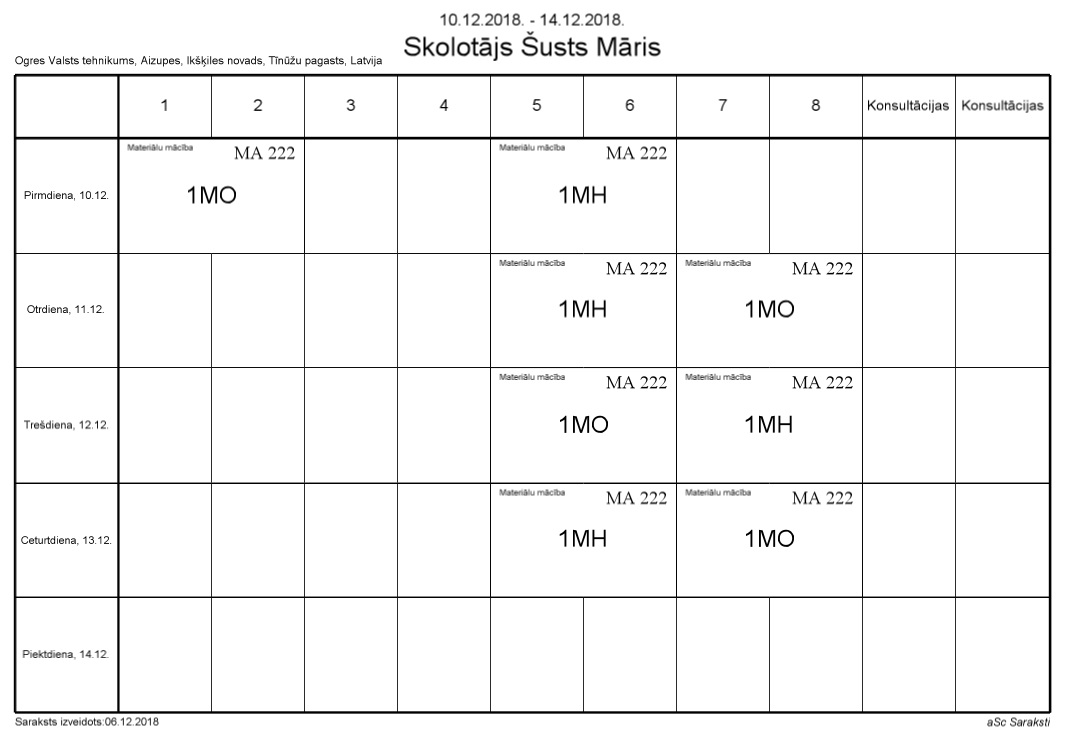 10.12.2018. - 14.12.2018.
Skolotājs Šusts Māris
Ogres Valsts tehnikums, Aizupes, Ikšķiles novads, Tīnūžu pagasts, Latvija
1 2 3 4 5 6 7 8 Konsultācijas Konsultācijas
Materiālu mācība MA 222 Materiālu mācība MA 222
Pirmdiena, 10.12. 1MO 1MH
Materiālu mācība MA 222 Materiālu mācība MA 222
Otrdiena, 11.12. 1MH 1MO
Materiālu mācība MA 222 Materiālu mācība MA 222
Trešdiena, 12.12. 1MO 1MH
Materiālu mācība MA 222 Materiālu mācība MA 222
Ceturtdiena, 13.12. 1MH 1MO
Piektdiena, 14.12.
Saraksts izveidots:06.12.2018 aSc Saraksti